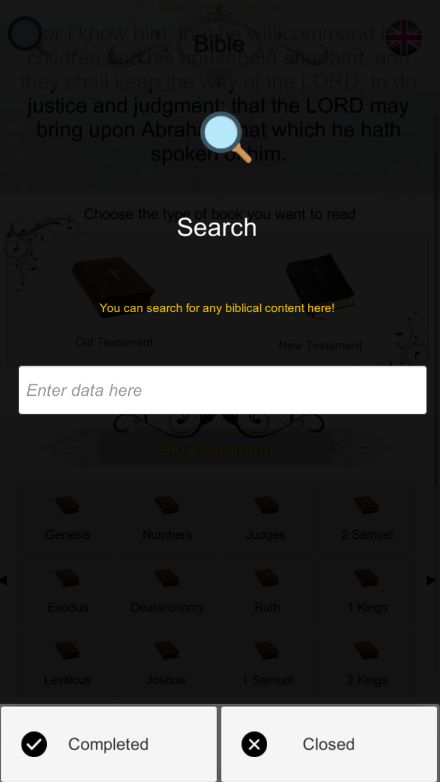 Bible
or I know him, that he will command
children and his household after him, and
they shall keep the way of the LORD, to do
justice and judgment; that the LORD may
bring upon Abraham that which he hath
spoken of him.
Choose the type of book you want to read
Search
You can search for any biblical content here!
Old Testament
New Testament
Enter data here
Old Testament
Genesis Numbers Judges 2 Samuel
Exodus Deuteronomy Ruth 1 Kings
Leviticus Joshua 1 Samuel 2 Kings
Completed Closed